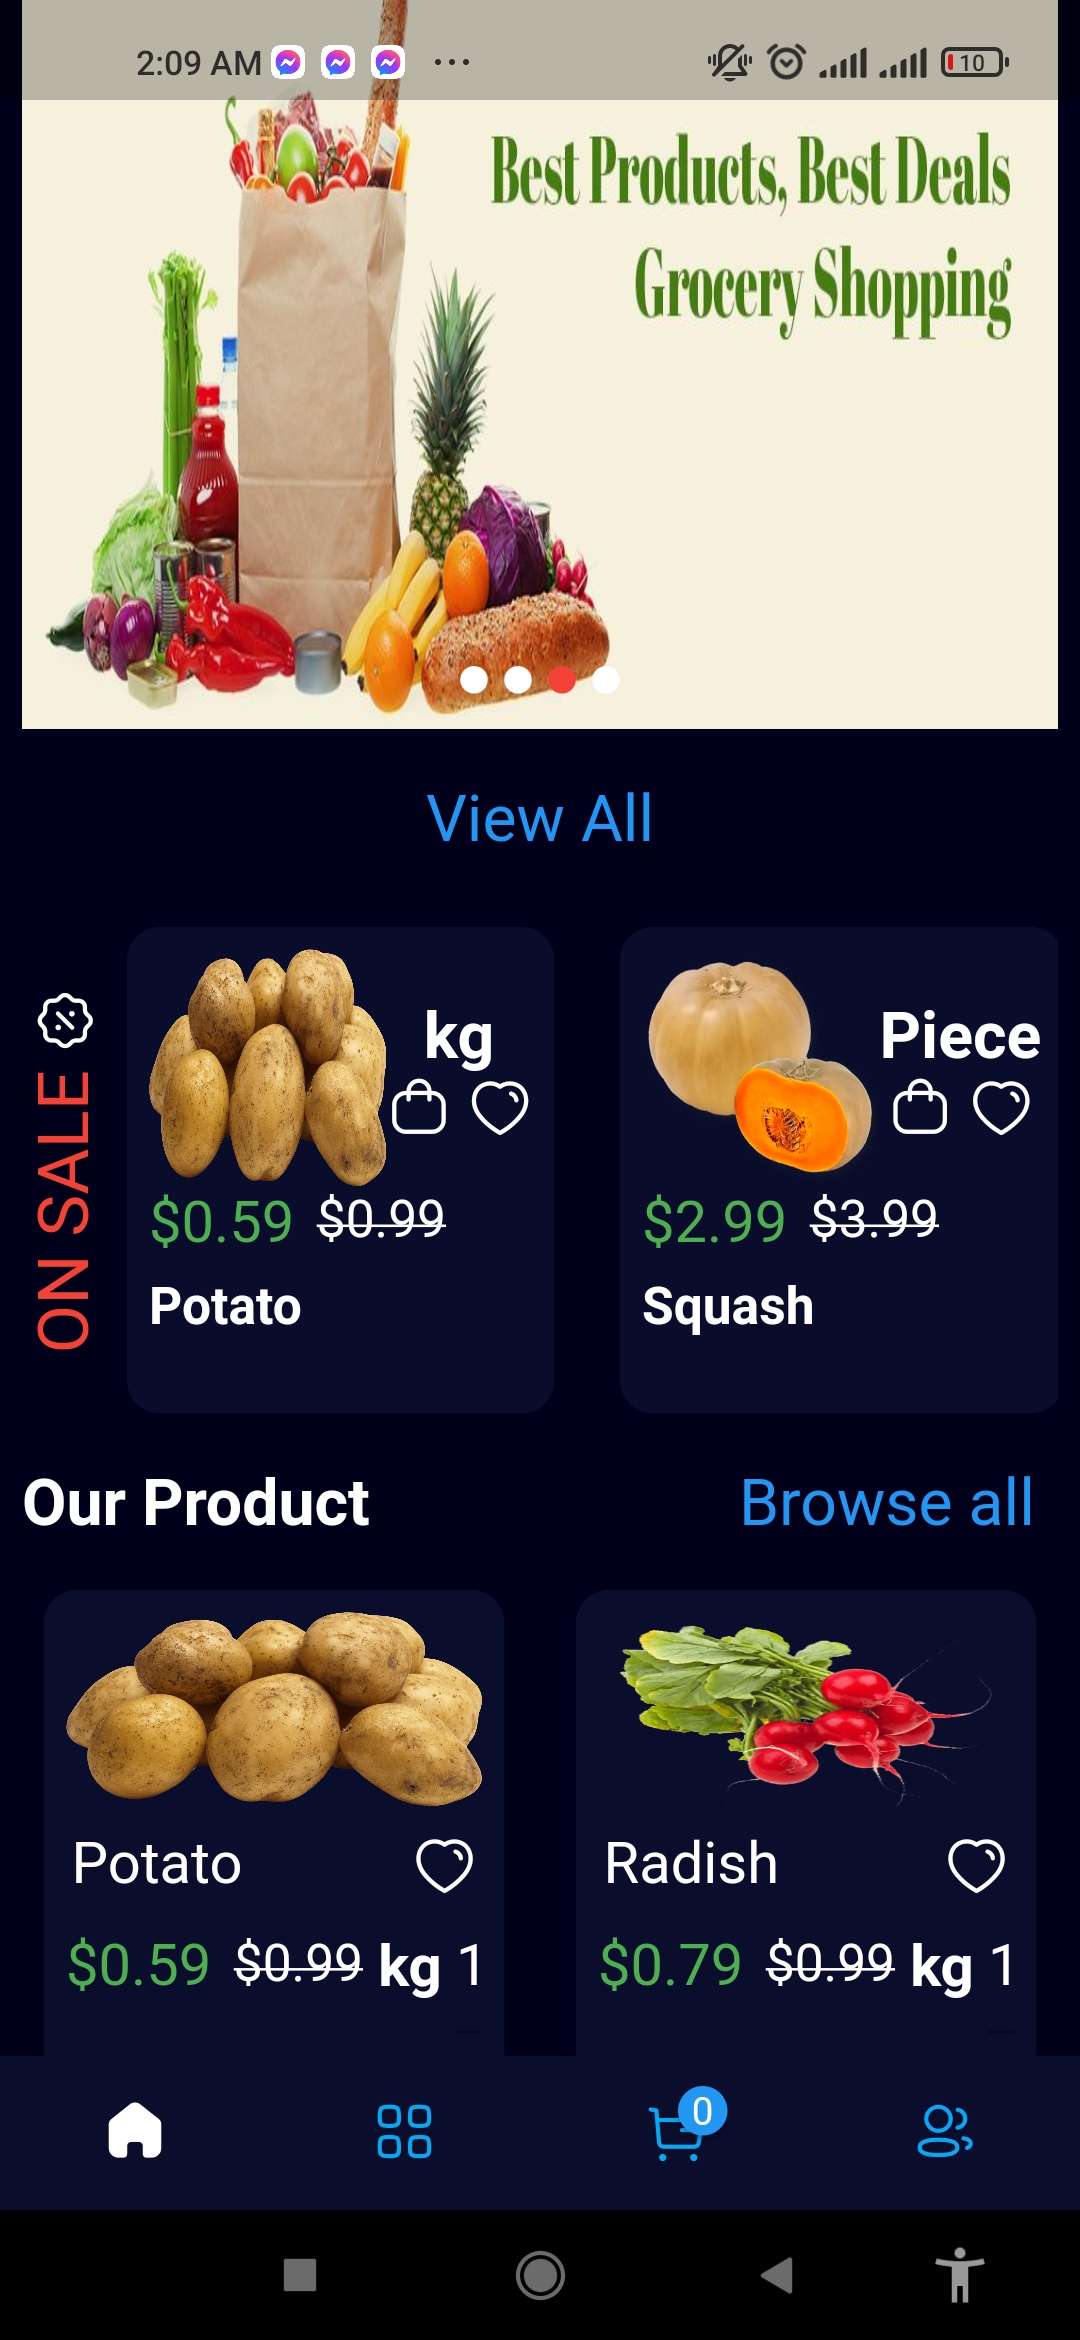 2:09 AM ... 10
Best Products, Best Deals
Grocery Shopping
View All
ON SALE
kg
$0.59 $0.99
Potato
Piece
$2.99 $3.99
Squash
Our Product Browse all
Potato
$0.59 $0.99 kg 1
Radish
$0.79 $0.99 kg 1
0